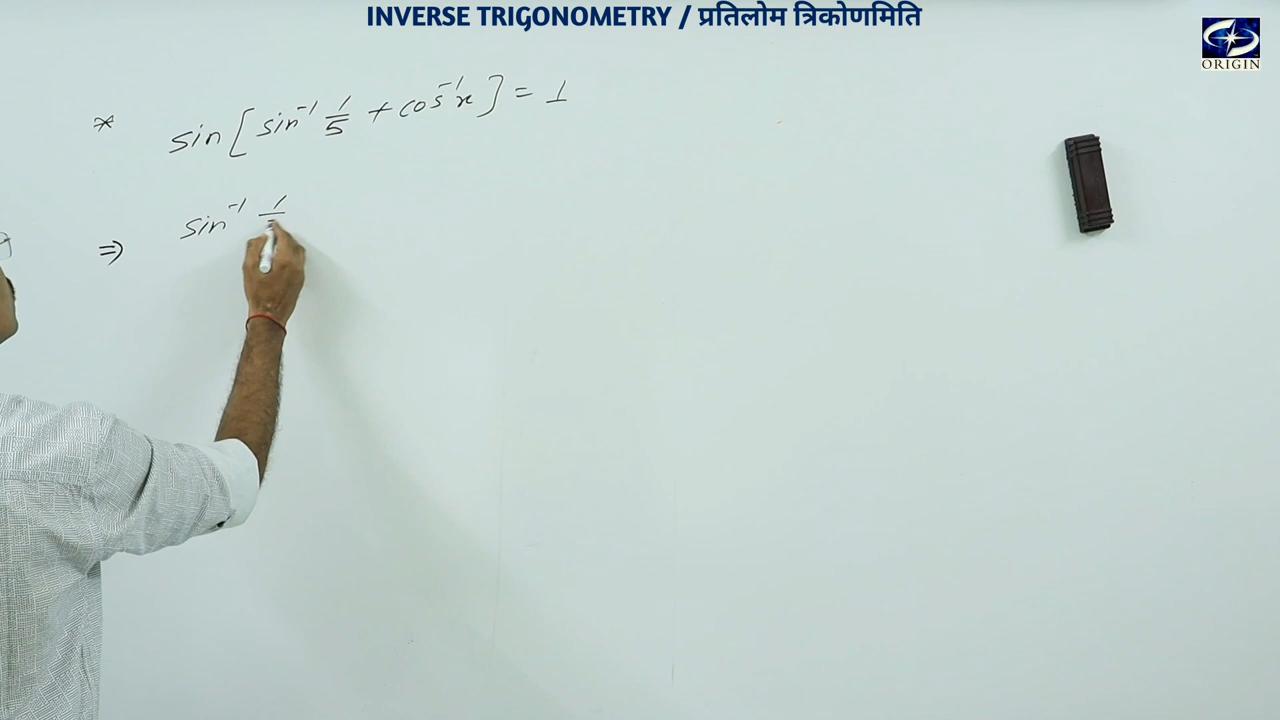 INVERSE TRIGONOMETRY / प्रतिलोम त्रिकोणमिति
ORIGIN
* sin[sin⁻¹ 1/5 + cos⁻¹x] = 1
⇒ sin⁻¹ 1/